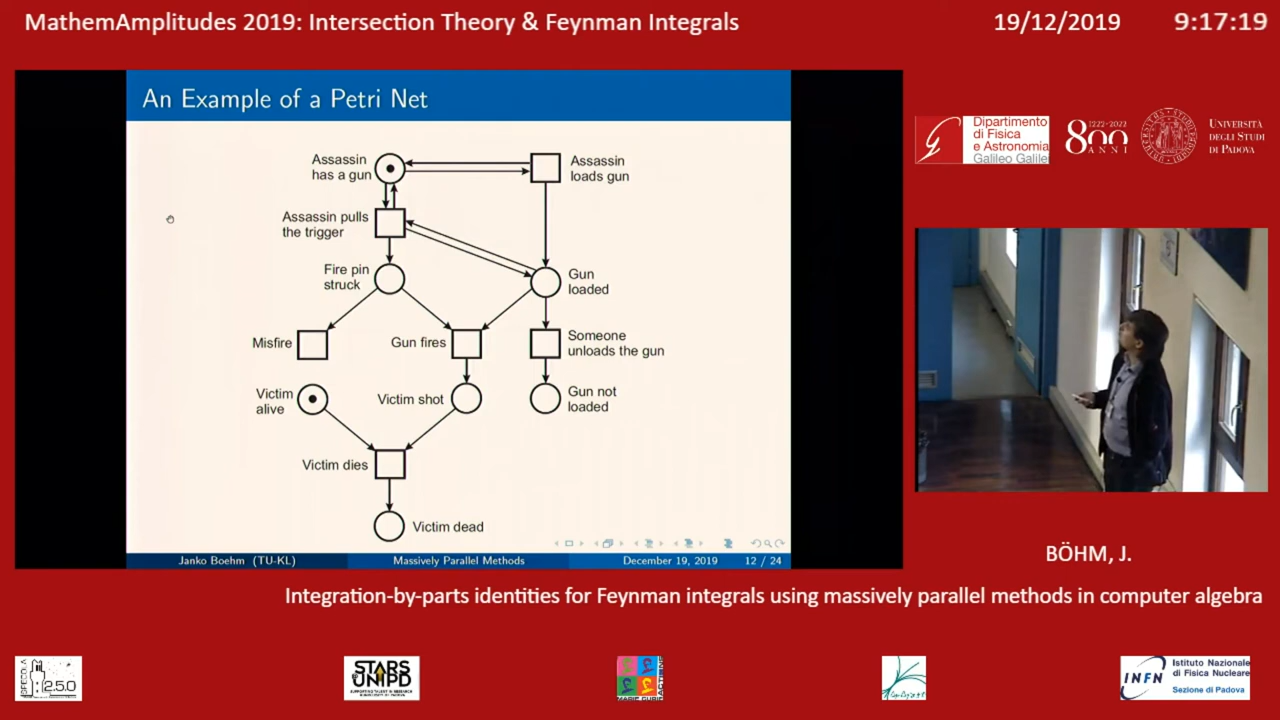 MathemAmplitudes 2019: Intersection Theory & Feynman Integrals
19/12/2019
9:17:19
An Example of a Petri Net
Assassin
has a gun
Assassin
loads gun
Assassin pulls
the trigger
Fire pin
struck
Gun
loaded
Misfire
Gun fires
Someone
unloads the gun
Victim
alive
Victim shot
Gun not
loaded
Victim dies
Victim dead
Janko Boehm (TU-KL)
Massively Parallel Methods
December 19, 2019
12 / 24
Dipartimento
di Fisica
e Astronomia
Galileo Galilei
1222-2022
800
ANNI
UNIVERSITÀ
DEGLI STUDI
DI PADOVA
BÖHM, J.
Integration-by-parts identities for Feynman integrals using massively parallel methods in computer algebra
SPECOLA
250
STARS
UNIPD
INFN
Istituto Nazionale
di Fisica Nucleare
Sezione di Padova